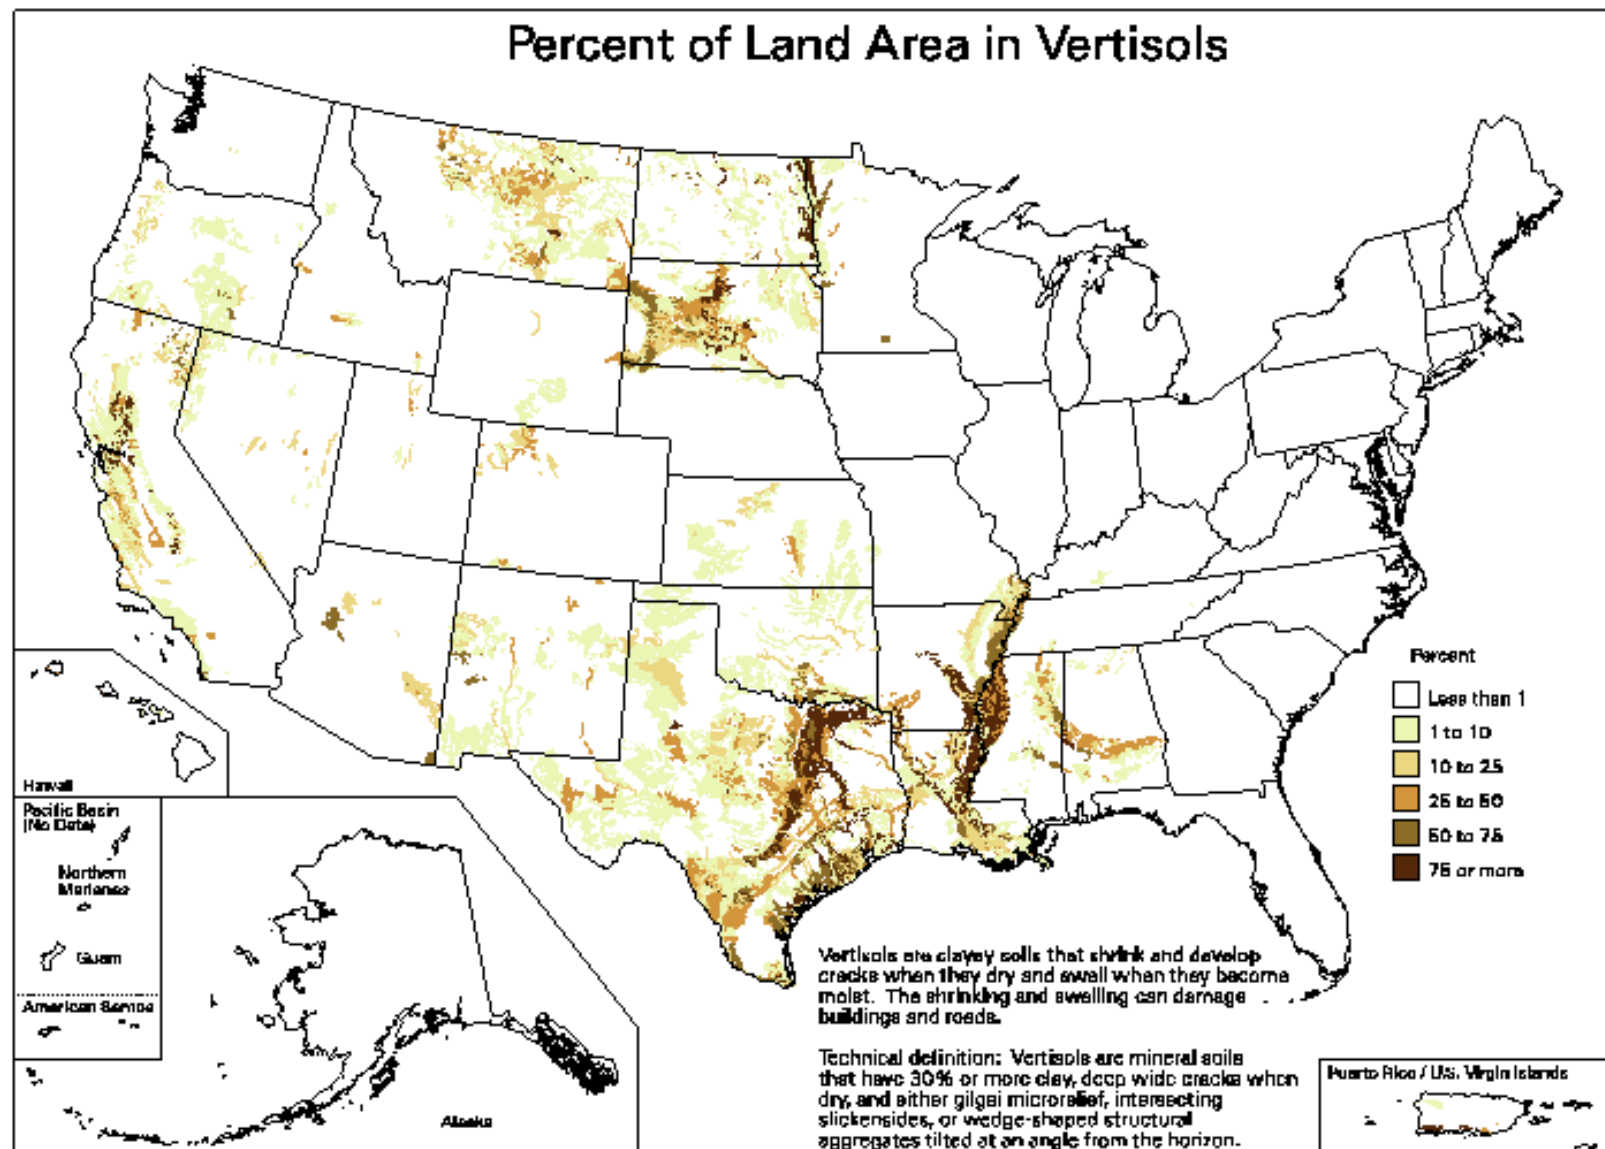 Percent of Land Area in Vertisols
Percent
Less than 1
1 to 10
10 to 25
25 to 50
50 to 75
75 or more
Hawaii
Pacific Basin
(No Data)
Northern
Marianas
Guam
American Samoa
Alaska
Vertisols are clayey soils that shrink and develop
cracks when they dry and swell when they become
moist. The shrinking and swelling can damage
buildings and roads.
Technical definition: Vertisols are mineral soils
that have 30% or more clay, deep wide cracks when
dry, and either gilgai microrelief, intersecting
slickensides, or wedge-shaped structural
aggregates tilted at an angle from the horizon.
Puerto Rico / U.S. Virgin Islands